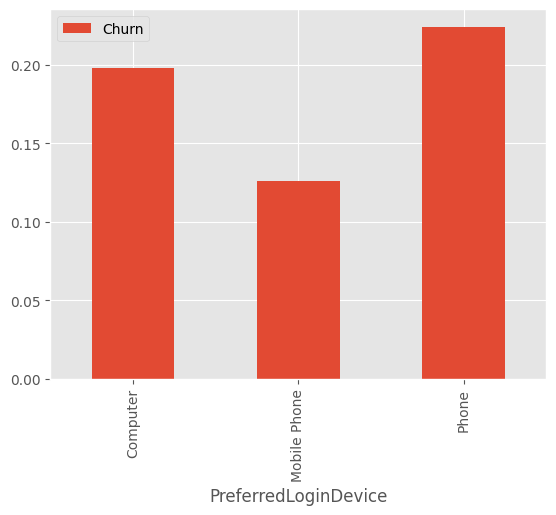 Churn
0.20
0.15
0.10
0.05
0.00
Computer
Mobile Phone
Phone
PreferredLoginDevice